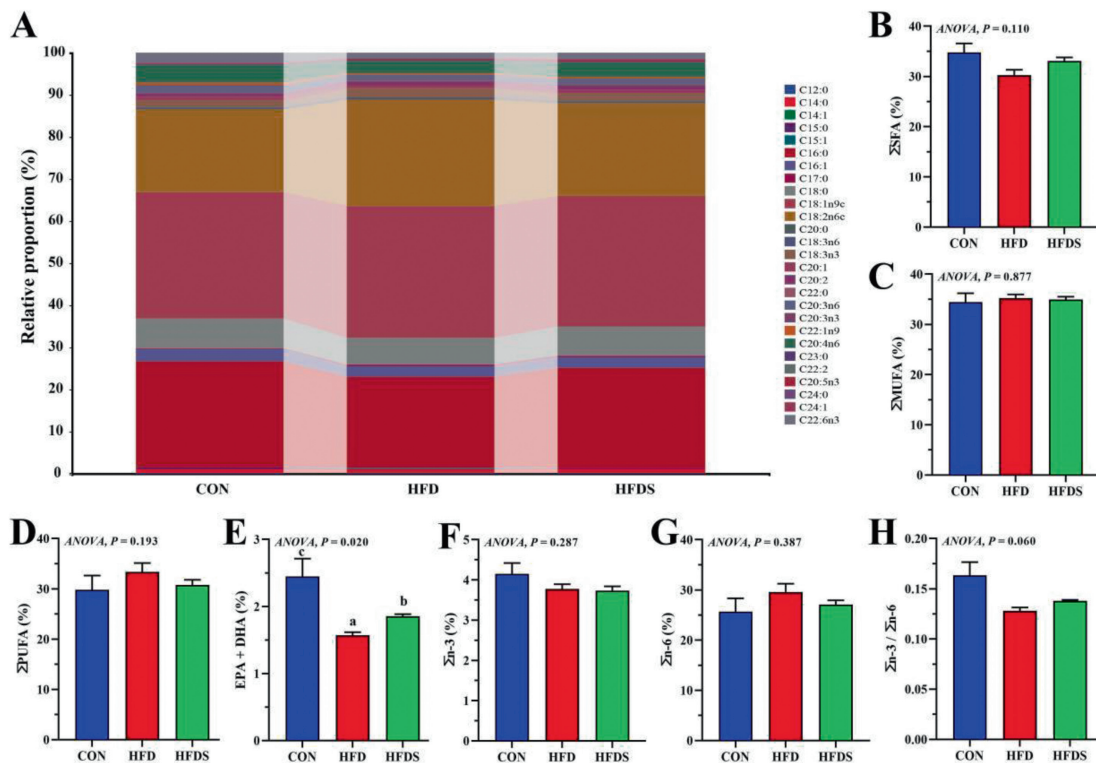 A
Relative proportion (%)
100
90
80
70
60
50
40
30
20
10
0
CON
HFD
HFDS
C12:0
C14:0
C14:1
C15:0
C15:1
C16:0
C16:1
C17:0
C18:0
C18:1n9c
C18:2n6c
C20:0
C18:3n6
C18:3n3
C20:1
C20:2
C22:0
C20:3n6
C20:3n3
C22:1n9
C20:4n6
C23:0
C22:2
C20:5n3
C24:0
C24:1
C22:6n3
B
ANOVA, P = 0.110
ΣSFA (%)
40
30
20
10
0
CON
HFD
HFDS
C
ANOVA, P = 0.877
ΣMUFA (%)
40
30
20
10
0
CON
HFD
HFDS
D
ANOVA, P = 0.193
ΣPUFA (%)
40
30
20
10
0
CON
HFD
HFDS
E
ANOVA, P = 0.020
EPA + DHA (%)
3
2
1
0
c
a
b
CON
HFD
HFDS
F
ANOVA, P = 0.287
Σn-3 (%)
5
4
3
2
1
0
CON
HFD
HFDS
G
ANOVA, P = 0.387
Σn-6 (%)
40
30
20
10
0
CON
HFD
HFDS
H
ANOVA, P = 0.060
Σn-3 / Σn-6
0.20
0.15
0.10
0.05
0.00
CON
HFD
HFDS